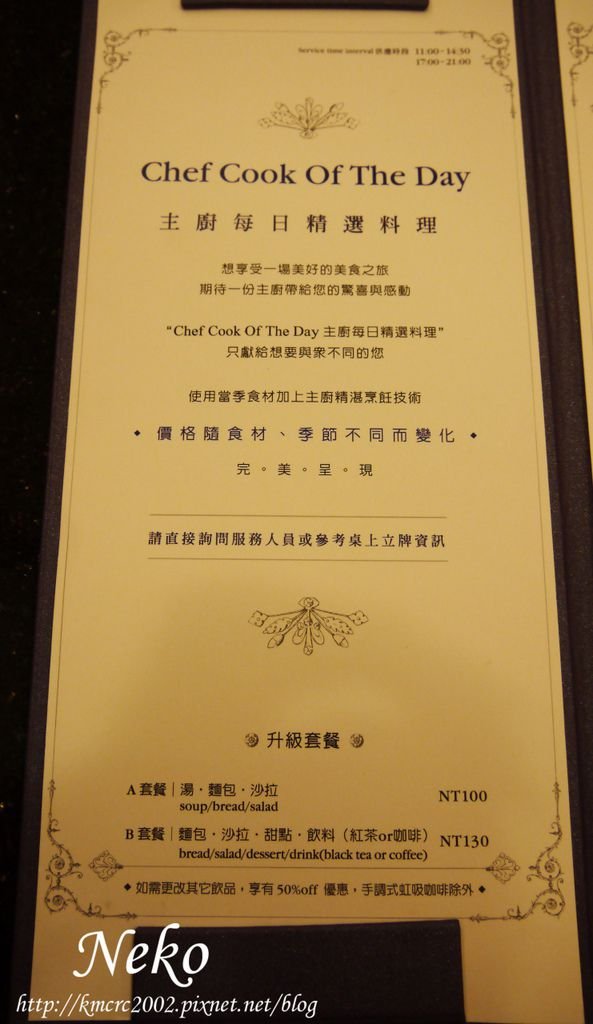 Service time interval 供應時段 11:00-14:30
17:00-21:00
Chef Cook Of The Day
主廚每日精選料理
想享受一場美好的美食之旅
期待一份主廚帶給您的驚喜與感動
“Chef Cook Of The Day 主廚每日精選料理”
只獻給想要與眾不同的您
使用當季食材加上主廚精湛烹飪技術
◆ 價格隨食材、季節不同而變化 ◆
完。美。呈。現
請直接詢問服務人員或參考桌上立牌資訊
升級套餐
A 套餐｜湯・麵包・沙拉 NT100
soup/bread/salad
B 套餐｜麵包・沙拉・甜點・飲料（紅茶or咖啡） NT130
bread/salad/dessert/drink(black tea or coffee)
◆ 如需更改其它飲品，享有 50%off 優惠，手調式虹吸咖啡除外 ◆
Neko
http://kmcrc2002.pixnet.net/blog